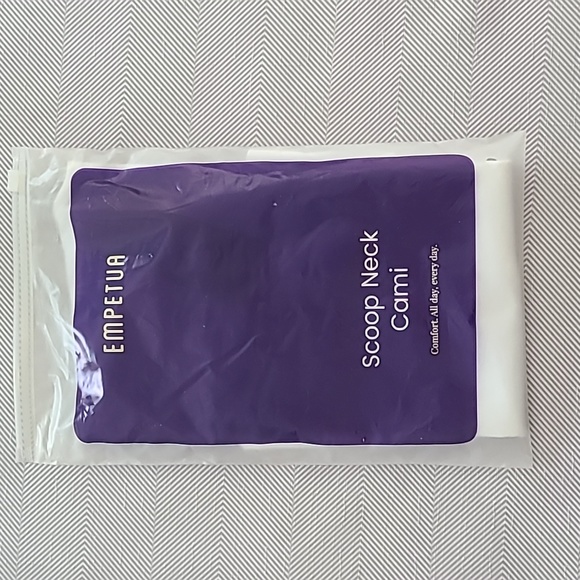 EMPETUA
Scoop Neck
Cami
Comfort. All day, every day.